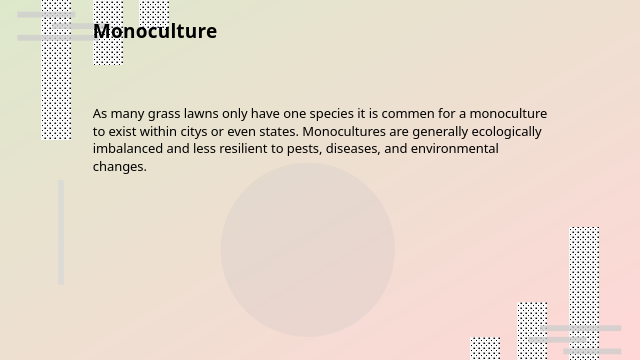 Monoculture
As many grass lawns only have one species it is commen for a monoculture
to exist within citys or even states. Monocultures are generally ecologically
imbalanced and less resilient to pests, diseases, and environmental
changes.